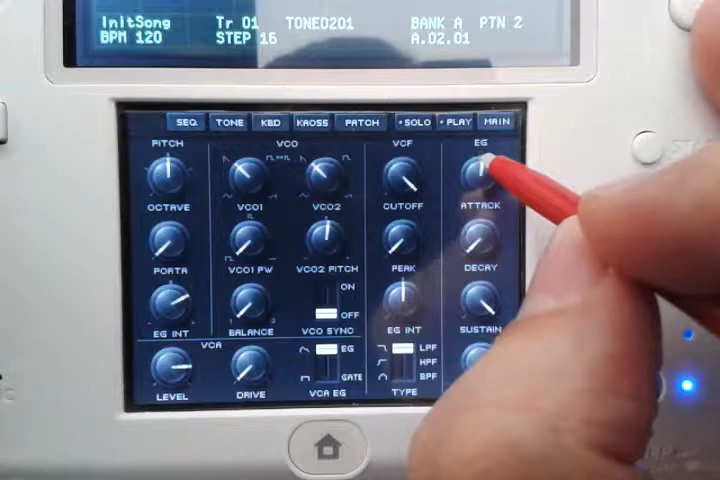 InitSong Tr 01 TONE0201 BANK A PTN 2
BPM 120 STEP 16 A.02.01
SEQ TONE KBD KAOSS PATCH •SOLO •PLAY MAIN
PITCH VCO VCF EG
OCTAVE VCO1 VCO2 CUTOFF ATTACK
PORTA VCO1 PW VCO2 PITCH PEAK DECAY
ON
OFF
EG INT BALANCE VCO SYNC EG INT SUSTAIN
VCA
EG LPF
HPF
GATE BPF
LEVEL DRIVE VCA EG TYPE